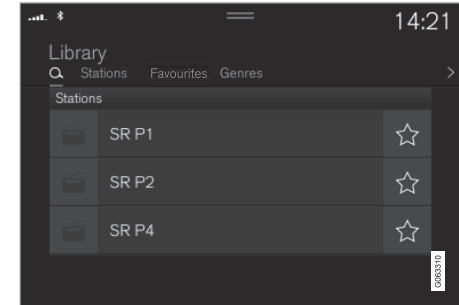 14:21
Library
Stations Favourites Genres
Stations
SR P1
SR P2
SR P4
G063310